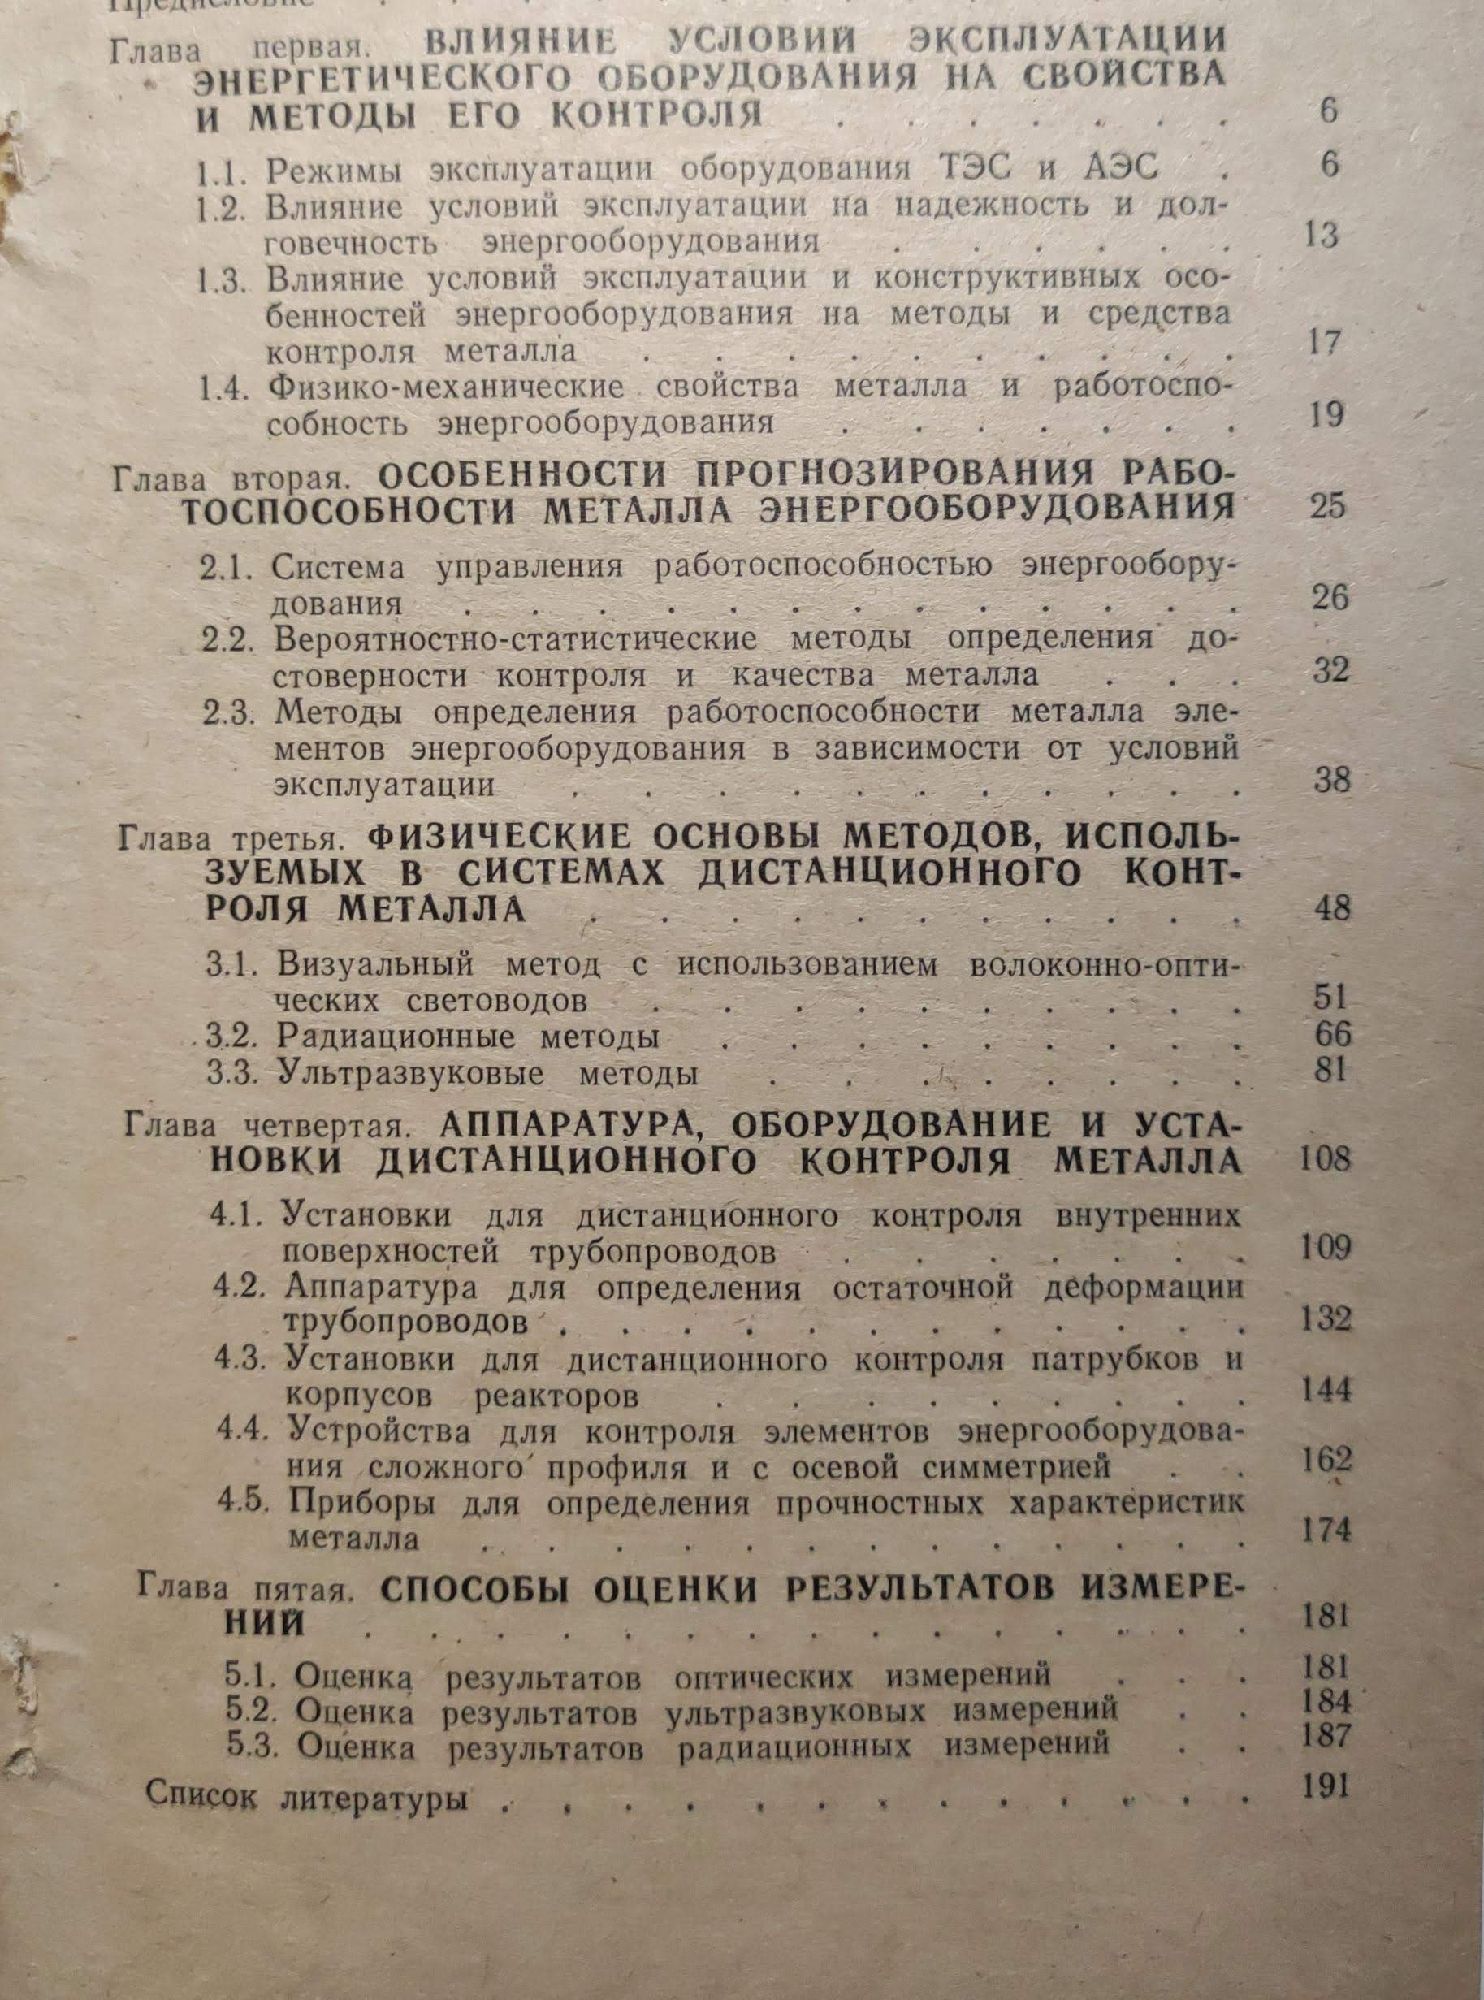 Предисловие . . . . . . . . . .
Глава первая. ВЛИЯНИЕ УСЛОВИЙ ЭКСПЛУАТАЦИИ
ЭНЕРГЕТИЧЕСКОГО ОБОРУДОВАНИЯ НА СВОЙСТВА
И МЕТОДЫ ЕГО КОНТРОЛЯ . . . . . . . 6
1.1. Режимы эксплуатации оборудования ТЭС и АЭС . 6
1.2. Влияние условий эксплуатации на надежность и дол-
говечность энергооборудования . . . . . . 13
1.3. Влияние условий эксплуатации и конструктивных осо-
бенностей энергооборудования на методы и средства
контроля металла . . . . . . . . . 17
1.4. Физико-механические свойства металла и работоспо-
собность энергооборудования . . . . . . . 19
Глава вторая. ОСОБЕННОСТИ ПРОГНОЗИРОВАНИЯ РАБО-
ТОСПОСОБНОСТИ МЕТАЛЛА ЭНЕРГООБОРУДОВАНИЯ 25
2.1. Система управления работоспособностью энергообору-
дования . . . . . . . . . . . . 26
2.2. Вероятностно-статистические методы определения до-
стоверности контроля и качества металла . . . 32
2.3. Методы определения работоспособности металла эле-
ментов энергооборудования в зависимости от условий
эксплуатации . . . . . . . . . . 38
Глава третья. ФИЗИЧЕСКИЕ ОСНОВЫ МЕТОДОВ, ИСПОЛЬ-
ЗУЕМЫХ В СИСТЕМАХ ДИСТАНЦИОННОГО КОНТ-
РОЛЯ МЕТАЛЛА . . . . . . . . . . 48
3.1. Визуальный метод с использованием волоконно-опти-
ческих световодов . . . . . . . . . 51
3.2. Радиационные методы . . . . . . . . 66
3.3. Ультразвуковые методы . . . . . . . . 81
Глава четвертая. АППАРАТУРА, ОБОРУДОВАНИЕ И УСТА-
НОВКИ ДИСТАНЦИОННОГО КОНТРОЛЯ МЕТАЛЛА 108
4.1. Установки для дистанционного контроля внутренних
поверхностей трубопроводов . . . . . . . 109
4.2. Аппаратура для определения остаточной деформации
трубопроводов . . . . . . . . . . . . 132
4.3. Установки для дистанционного контроля патрубков и
корпусов реакторов . . . . . . . . . 144
4.4. Устройства для контроля элементов энергооборудова-
ния сложного профиля и с осевой симметрией . . 162
4.5. Приборы для определения прочностных характеристик
металла . . . . . . . . . . . . . 174
Глава пятая. СПОСОБЫ ОЦЕНКИ РЕЗУЛЬТАТОВ ИЗМЕРЕ-
НИЙ . . . . . . . . . . . . . . . 181
5.1. Оценка результатов оптических измерений . . . 181
5.2. Оценка результатов ультразвуковых измерений . . 184
5.3. Оценка результатов радиационных измерений . . 187
Список литературы . . . . . . . . . . . . . 191